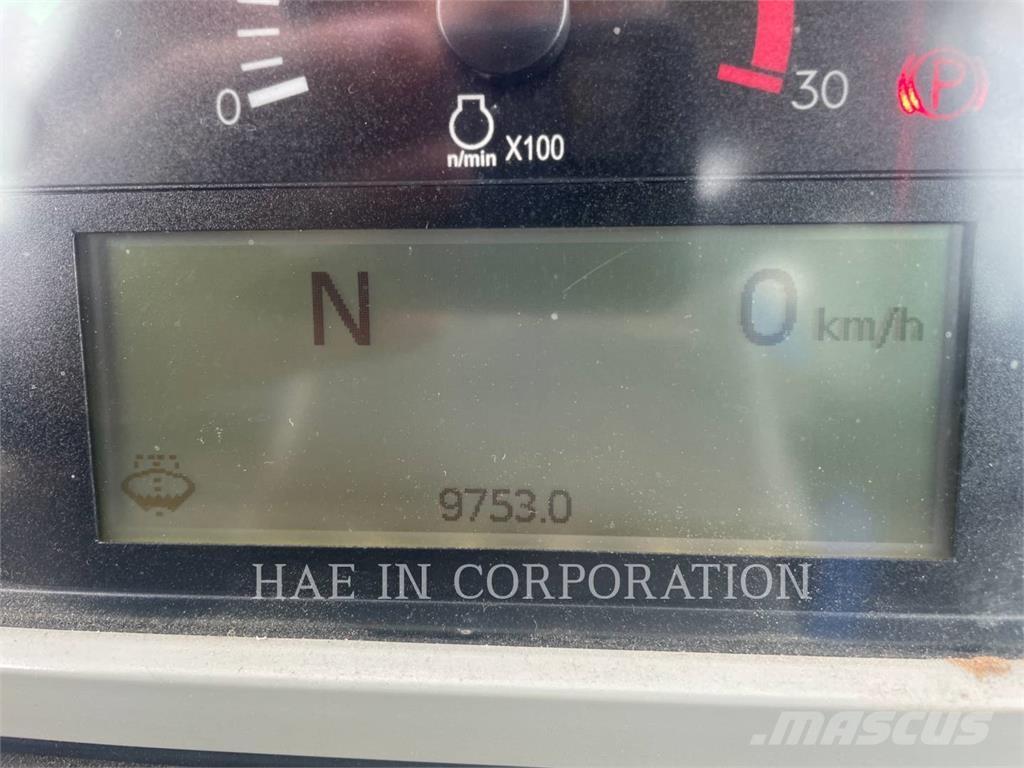 0
30
P
n/min X100
N 0 km/h
9753.0
HAE IN CORPORATION
MASCUS